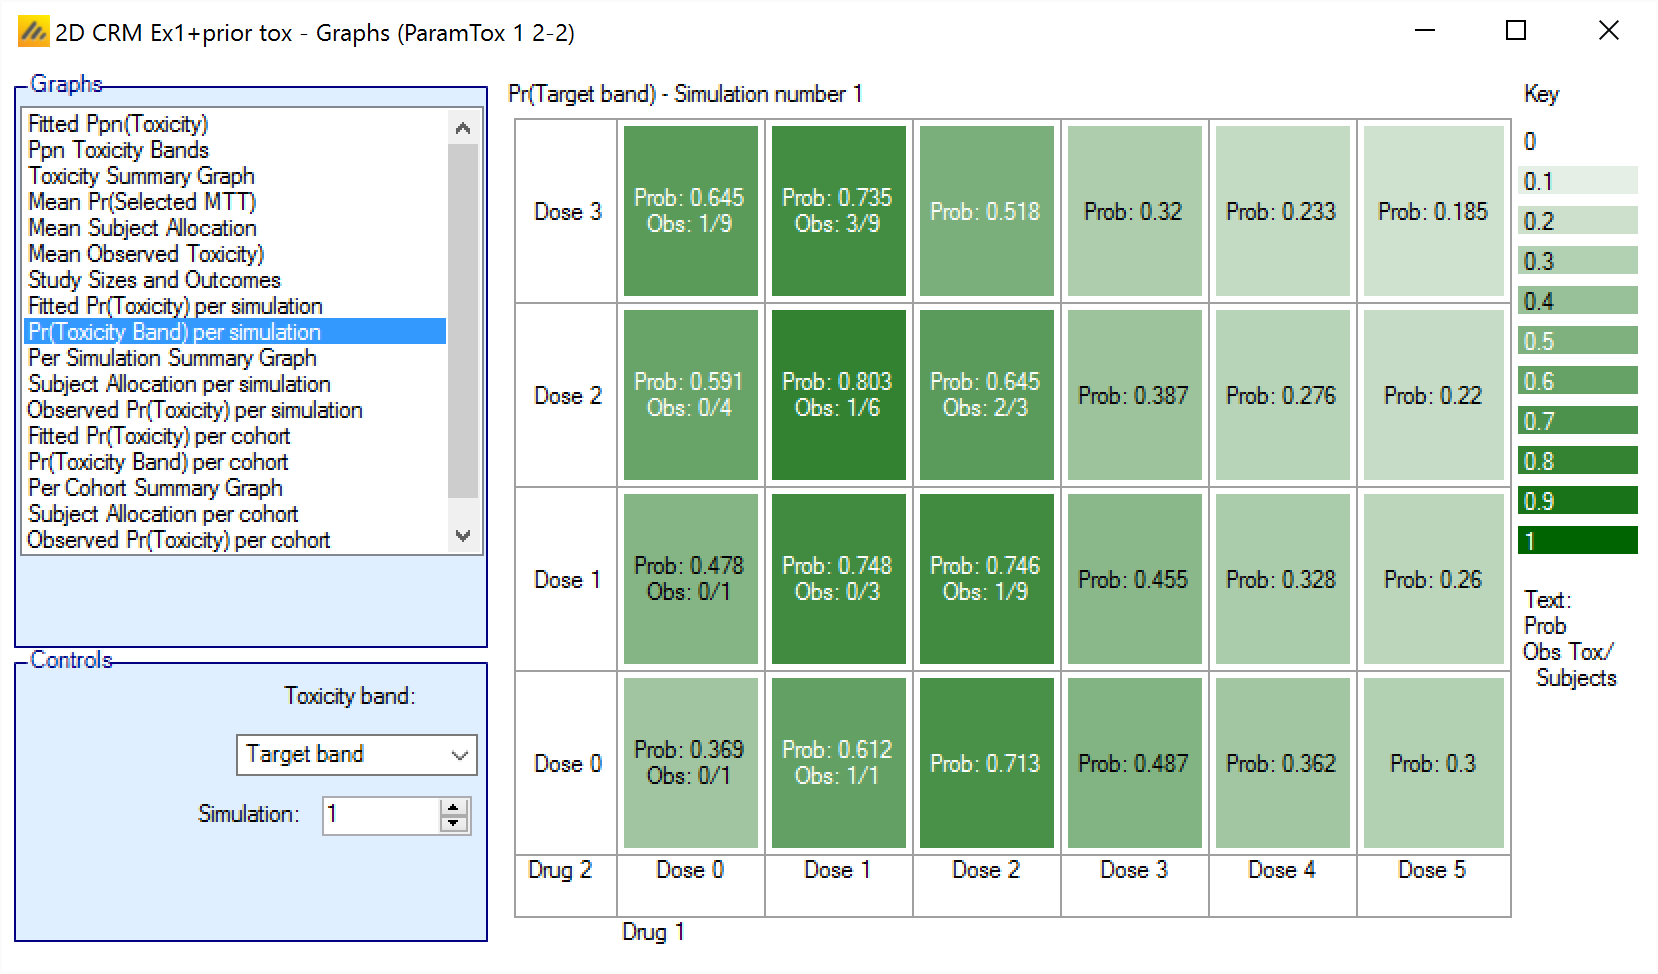 2D CRM Ex1+prior tox - Graphs (ParamTox 1 2-2)
Graphs
Fitted Ppn(Toxicity)
Ppn Toxicity Bands
Toxicity Summary Graph
Mean Pr(Selected MTT)
Mean Subject Allocation
Mean Observed Toxicity)
Study Sizes and Outcomes
Fitted Pr(Toxicity) per simulation
Pr(Toxicity Band) per simulation
Per Simulation Summary Graph
Subject Allocation per simulation
Observed Pr(Toxicity) per simulation
Fitted Pr(Toxicity) per cohort
Pr(Toxicity Band) per cohort
Per Cohort Summary Graph
Subject Allocation per cohort
Observed Pr(Toxicity) per cohort
Controls
Toxicity band:
Target band
Simulation: 1
Pr(Target band) - Simulation number 1
Dose 3
Prob: 0.645
Obs: 1/9
Prob: 0.735
Obs: 3/9
Prob: 0.518
Prob: 0.32
Prob: 0.233
Prob: 0.185
Dose 2
Prob: 0.591
Obs: 0/4
Prob: 0.803
Obs: 1/6
Prob: 0.645
Obs: 2/3
Prob: 0.387
Prob: 0.276
Prob: 0.22
Dose 1
Prob: 0.478
Obs: 0/1
Prob: 0.748
Obs: 0/3
Prob: 0.746
Obs: 1/9
Prob: 0.455
Prob: 0.328
Prob: 0.26
Dose 0
Prob: 0.369
Obs: 0/1
Prob: 0.612
Obs: 1/1
Prob: 0.713
Prob: 0.487
Prob: 0.362
Prob: 0.3
Drug 2
Dose 0
Dose 1
Dose 2
Dose 3
Dose 4
Dose 5
Drug 1
Key
0
0.1
0.2
0.3
0.4
0.5
0.6
0.7
0.8
0.9
1
Text:
Prob
Obs Tox/
Subjects